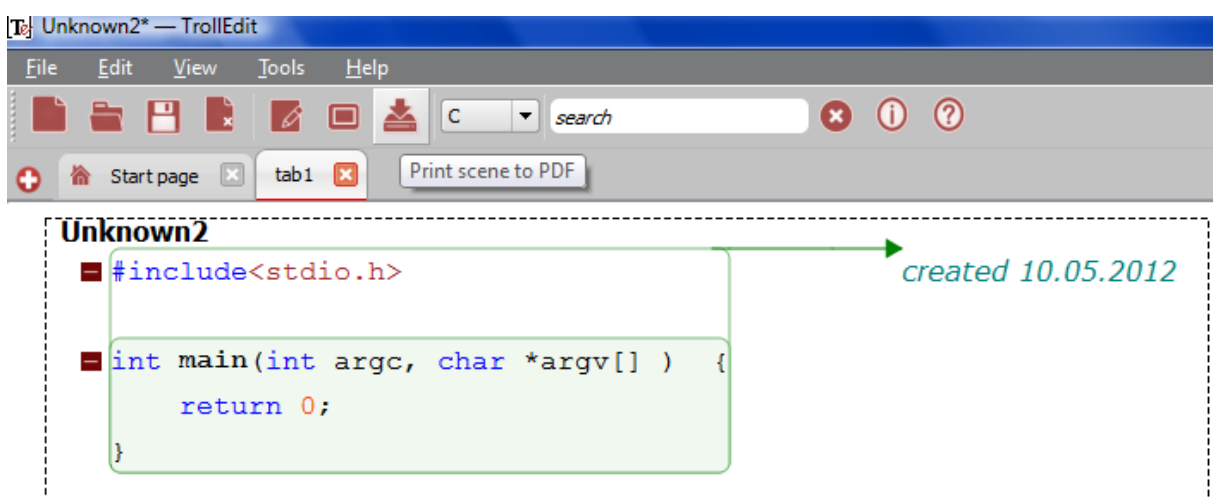 Unknown2* — TrollEdit
File Edit View Tools Help
C search
Start page tab1 Print scene to PDF
Unknown2
#include<stdio.h>
created 10.05.2012
int main(int argc, char *argv[] ) {
return 0;
}